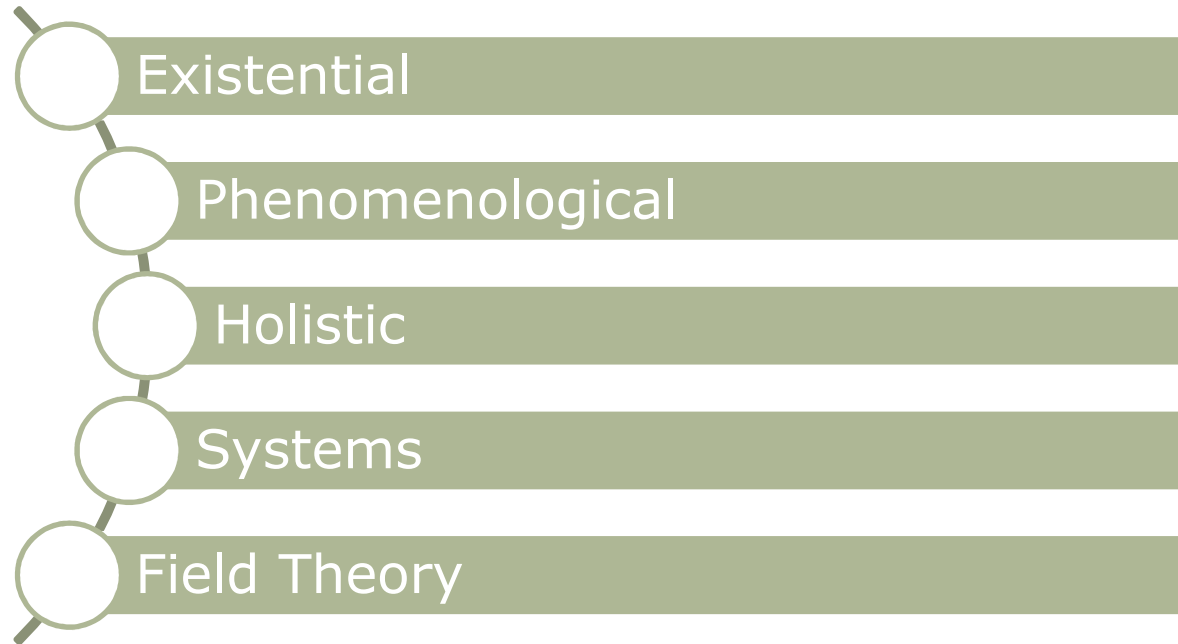 Existential
Phenomenological
Holistic
Systems
Field Theory